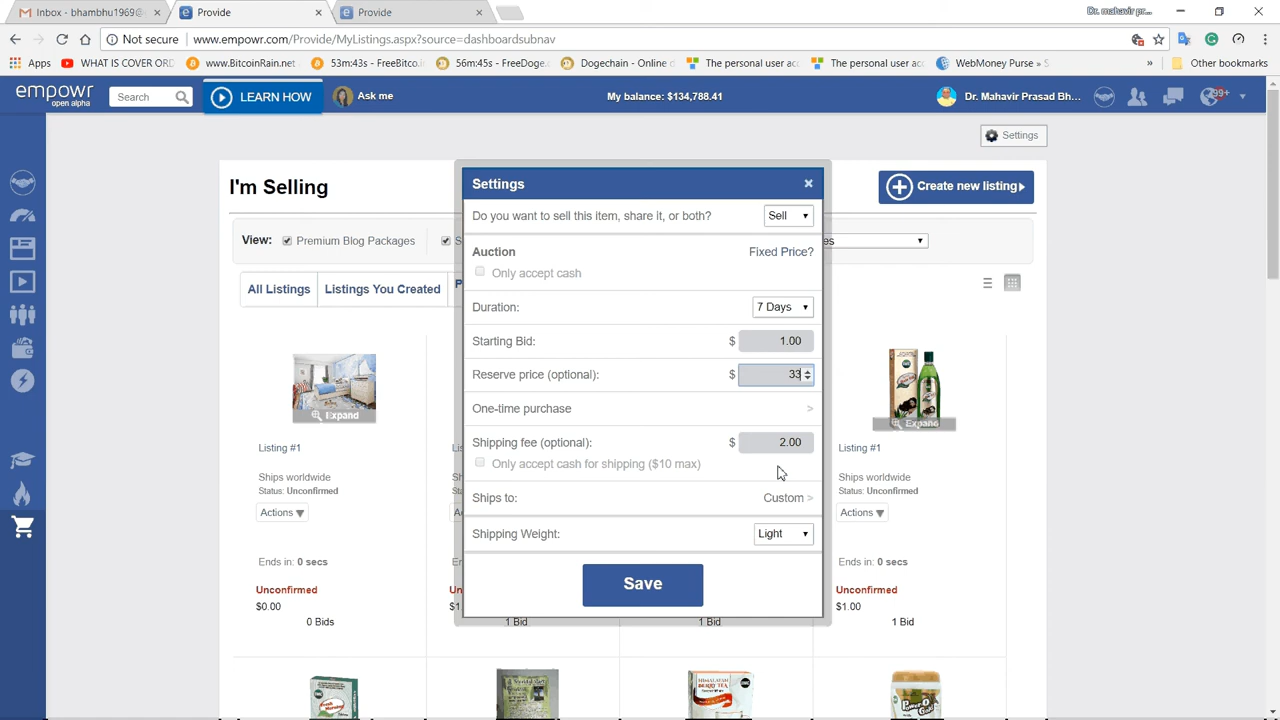 Inbox - bhambhu1969@
Provide
Provide
Dr. mahavir pr...
Not secure
www.empowr.com/Provide/MyListings.aspx?source=dashboardsubnav
Apps
WHAT IS COVER ORD
www.BitcoinRain.net
53m:43s - FreeBitco.i
56m:45s - FreeDoge.
Dogechain - Online d
The personal user acc
The personal user acc
WebMoney Purse » S
»
Other bookmarks
empowr
open alpha
Search
LEARN HOW
Ask me
My balance: $134,788.41
Dr. Mahavir Prasad Bh...
99+
Settings
I'm Selling
Create new listing
View:
Premium Blog Packages
S
es
All Listings
Listings You Created
P
Settings
×
Do you want to sell this item, share it, or both?
Sell
Auction
Fixed Price?
Only accept cash
Duration:
7 Days
Starting Bid:
$
1.00
Reserve price (optional):
$
33
One-time purchase
>
Shipping fee (optional):
$
2.00
Only accept cash for shipping ($10 max)
Ships to:
Custom >
Shipping Weight:
Light
Save
Expand
Listing #1
Ships worldwide
Status: Unconfirmed
Actions
Ends in: 0 secs
Unconfirmed
$0.00
0 Bids
1 Bid
1 Bid
Expand
Listing #1
Ships worldwide
Status: Unconfirmed
Actions
Ends in: 0 secs
Unconfirmed
$1.00
1 Bid